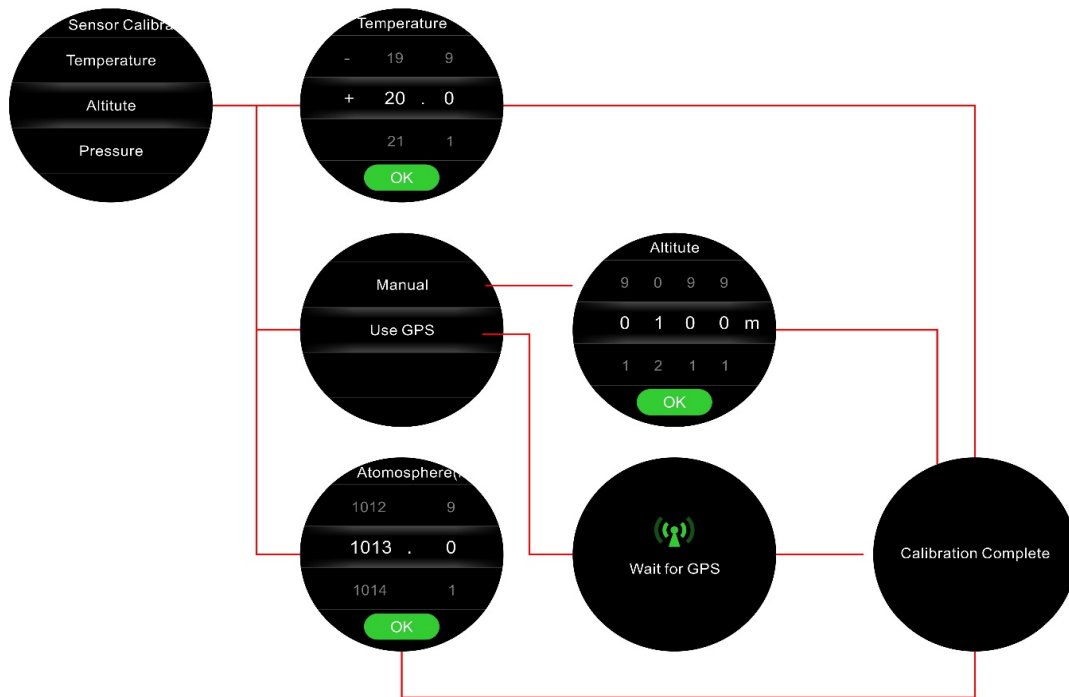 Sensor Calibra
Temperature
Altitute
Pressure
Temperature
- 19 9
+ 20 . 0
21 1
OK
Manual
Use GPS
Altitute
9 0 9 9
0 1 0 0 m
1 2 1 1
OK
Atomosphere(
1012 9
1013 . 0
1014 1
OK
Wait for GPS
Calibration Complete